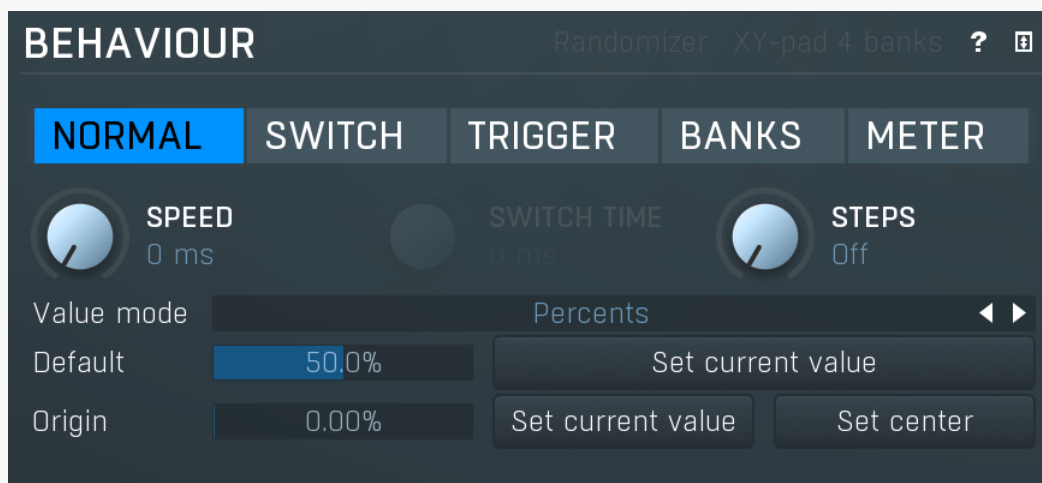 BEHAVIOUR Randomizer XY-pad 4 banks ?
NORMAL SWITCH TRIGGER BANKS METER
SPEED SWITCH TIME STEPS
0 ms 0 ms Off
Value mode Percents
Default 50.0% Set current value
Origin 0.00% Set current value Set center